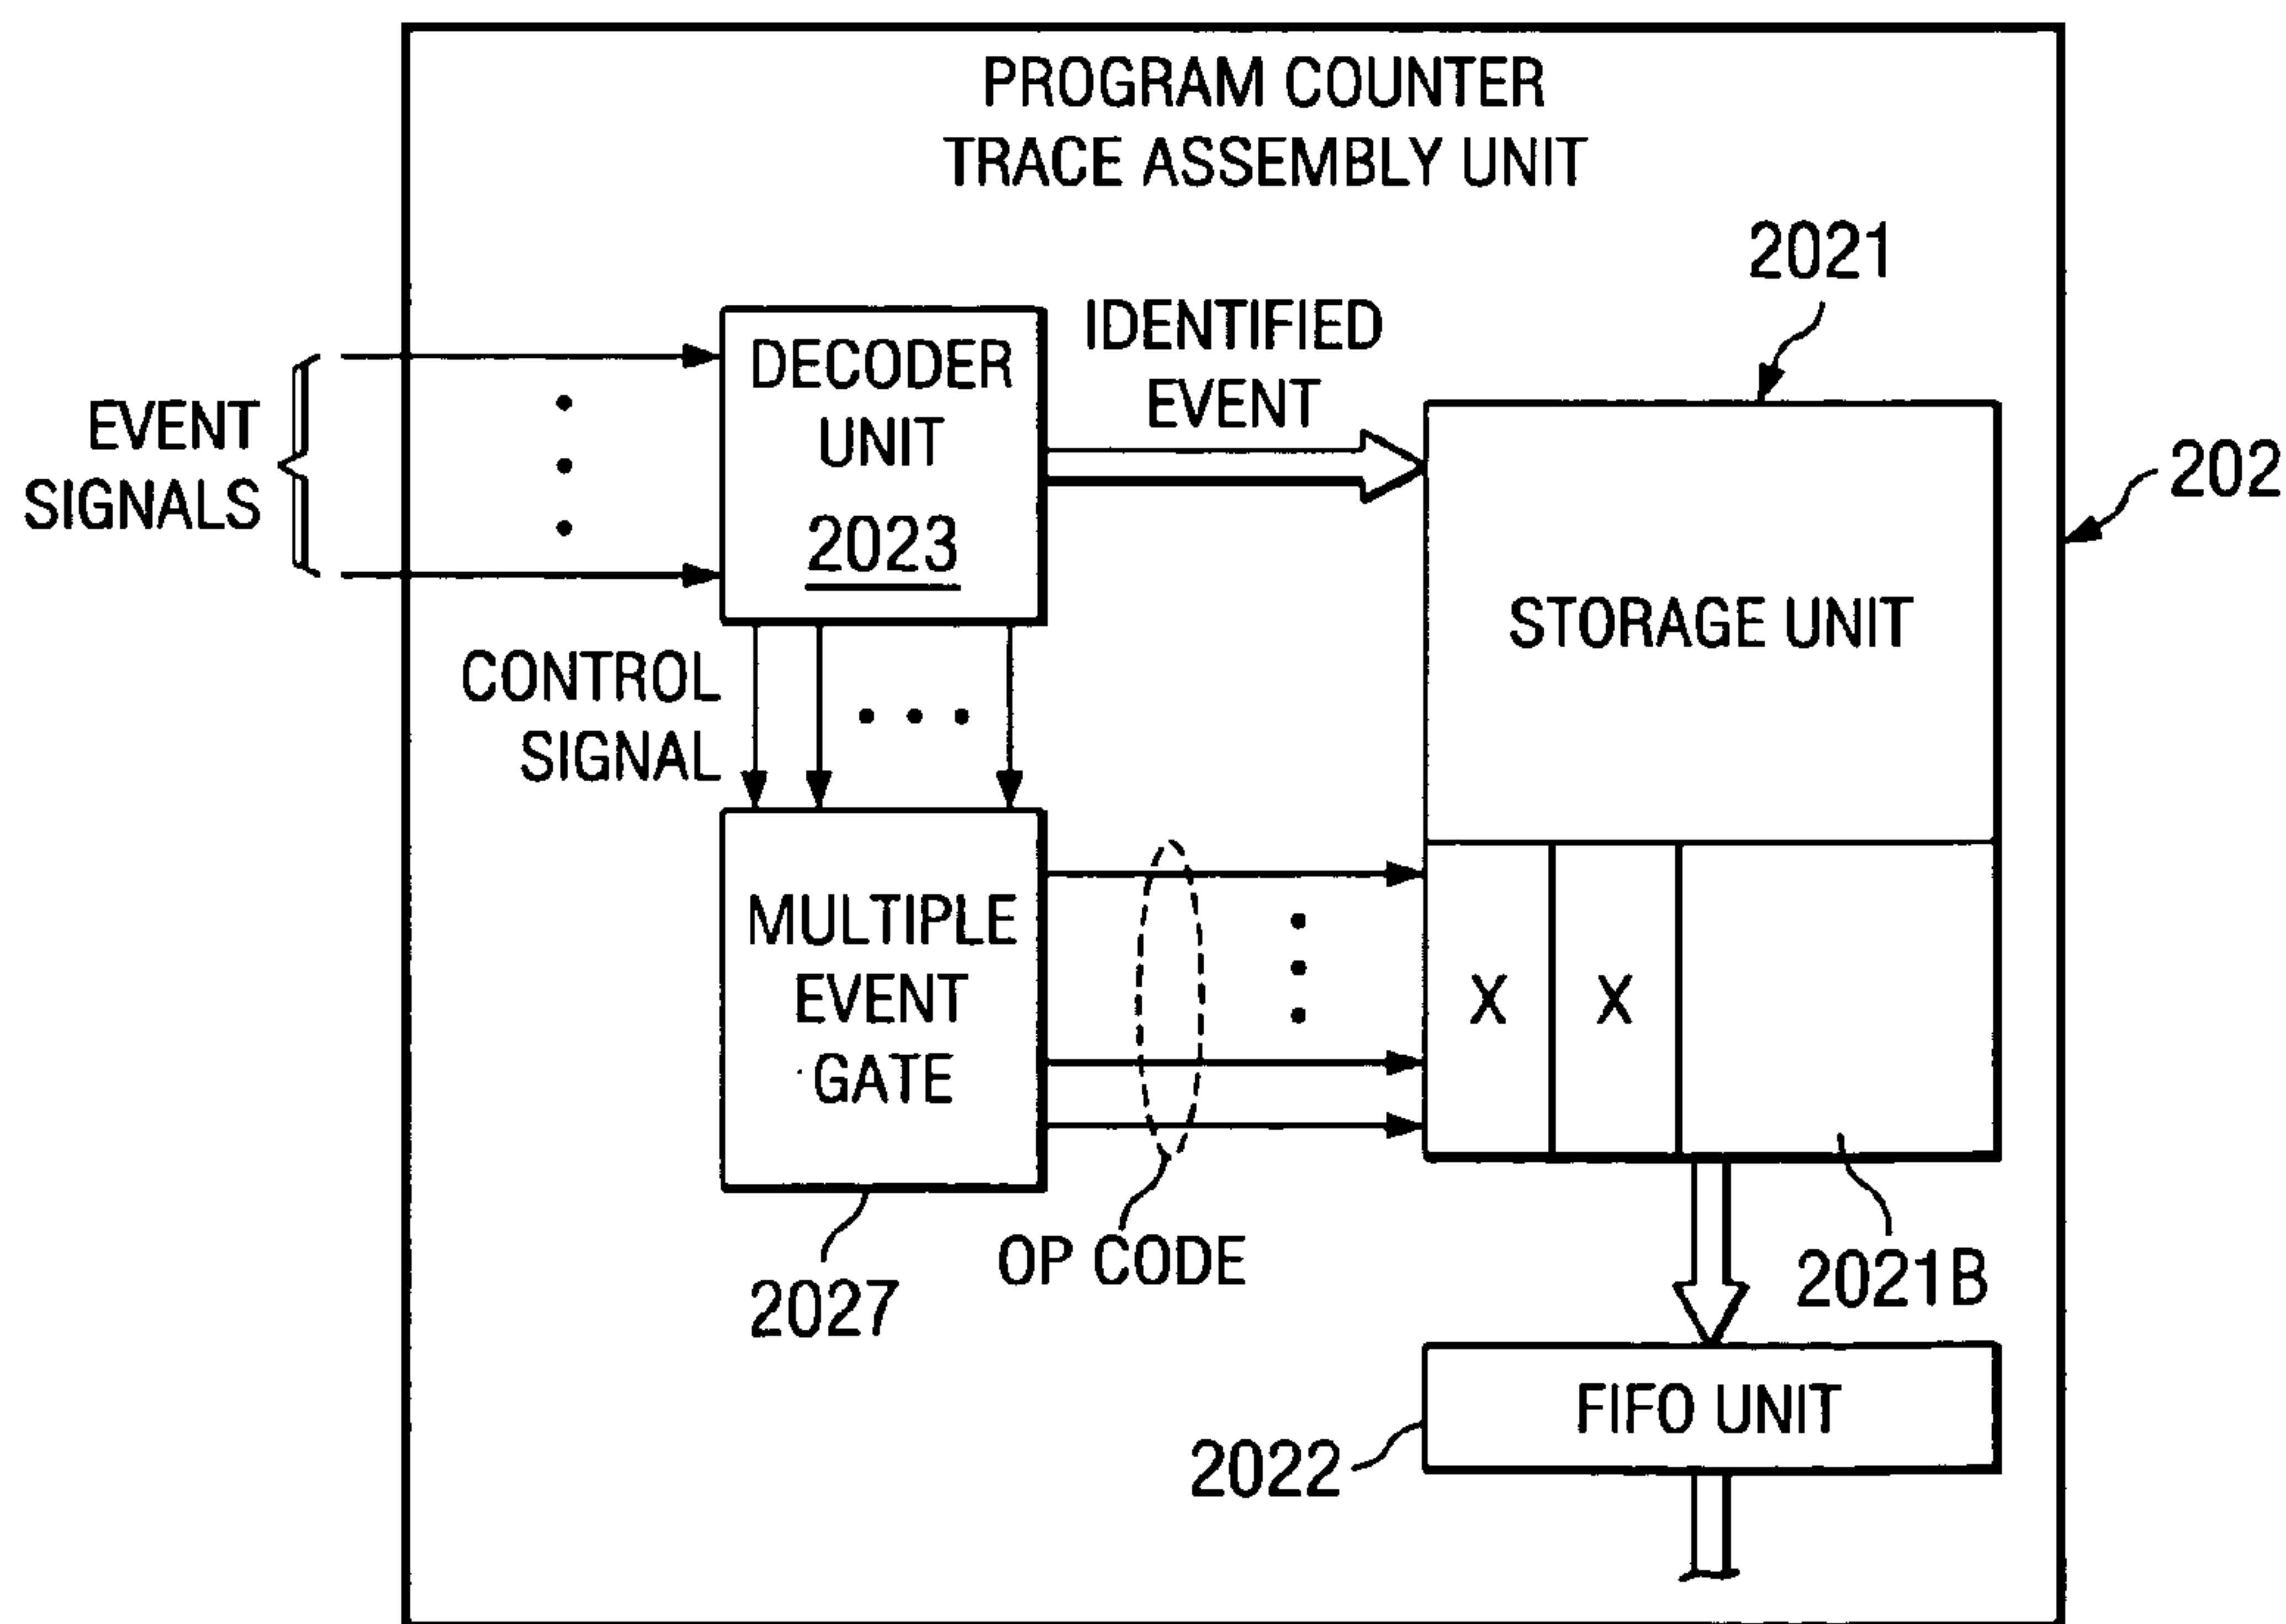 PROGRAM COUNTER
TRACE ASSEMBLY UNIT
2021
202
EVENT
SIGNALS
DECODER
UNIT
2023
IDENTIFIED
EVENT
STORAGE UNIT
CONTROL
SIGNAL
MULTIPLE
EVENT
GATE
X X
2027
OP CODE
2021B
FIFO UNIT
2022